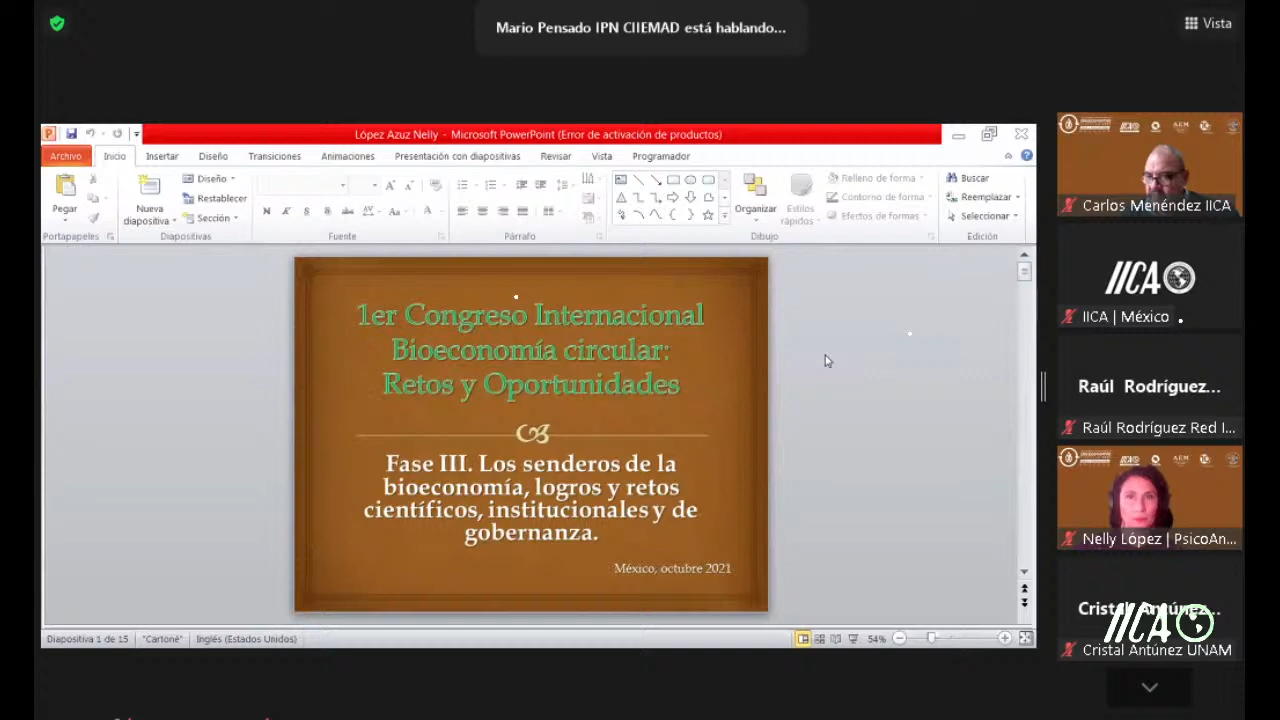 Mario Pensado IPN CIIEMAD está hablando...
Vista
López Azuz Nelly - Microsoft PowerPoint (Error de activación de productos)
Archivo
Inicio
Insertar
Diseño
Transiciones
Animaciones
Presentación con diapositivas
Revisar
Vista
Programador
Pegar
Nueva
diapositiva
Diseño
Restablecer
Sección
Organizar
Estilos
rápidos
Relleno de forma
Contorno de forma
Efectos de formas
Buscar
Reemplazar
Seleccionar
Portapapeles
Diapositivas
Fuente
Párrafo
Dibujo
Edición
1er Congreso Internacional
Bioeconomía circular:
Retos y Oportunidades
Fase III. Los senderos de la
bioeconomía, logros y retos
científicos, institucionales y de
gobernanza.
México, octubre 2021
Diapositiva 1 de 15
"Cartoné"
Inglés (Estados Unidos)
54%
Carlos Menéndez IICA
IICA
IICA | México
Raúl Rodríguez...
Raúl Rodríguez Red I...
Nelly López | PsicoAn...
IICA
Cristal Antúnez UNAM